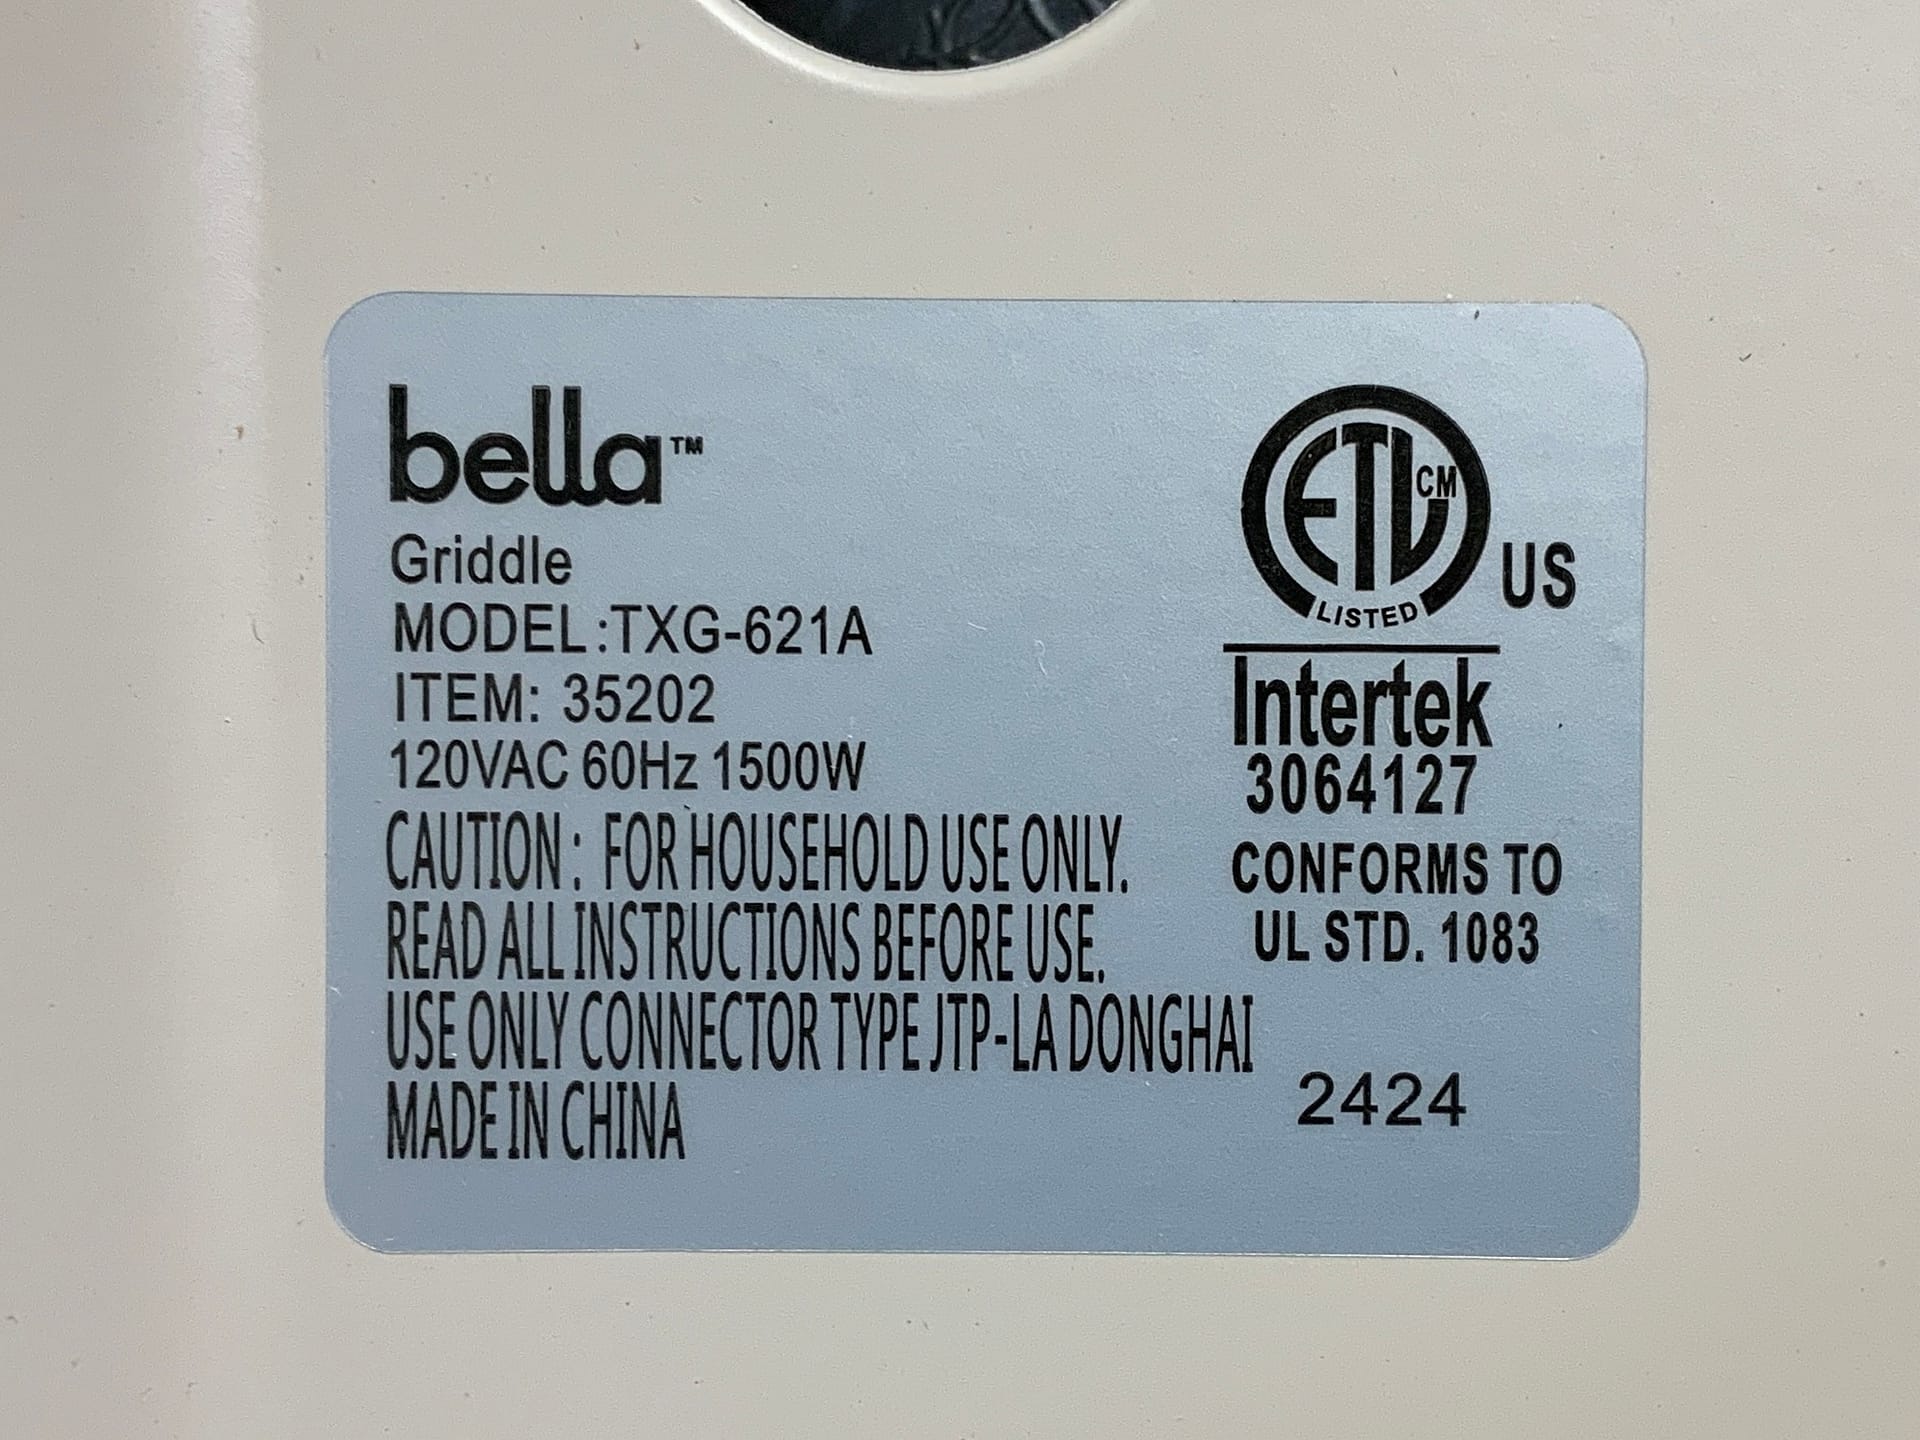 bella™
Griddle
MODEL:TXG-621A
ITEM: 35202
120VAC 60Hz 1500W
CAUTION: FOR HOUSEHOLD USE ONLY.
READ ALL INSTRUCTIONS BEFORE USE.
USE ONLY CONNECTOR TYPE JTP-LA DONGHAI
MADE IN CHINA
ETL CM
LISTED
US
Intertek
3064127
CONFORMS TO
UL STD. 1083
2424